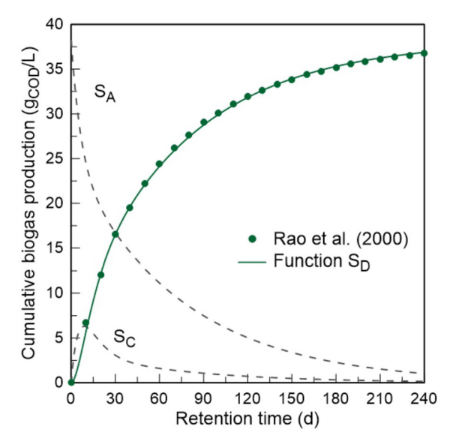 40
35
30
25
20
15
10
5
0
Cumulative biogas production (gCOD/L)
SA
SC
Rao et al. (2000)
Function SD
0 30 60 90 120 150 180 210 240
Retention time (d)